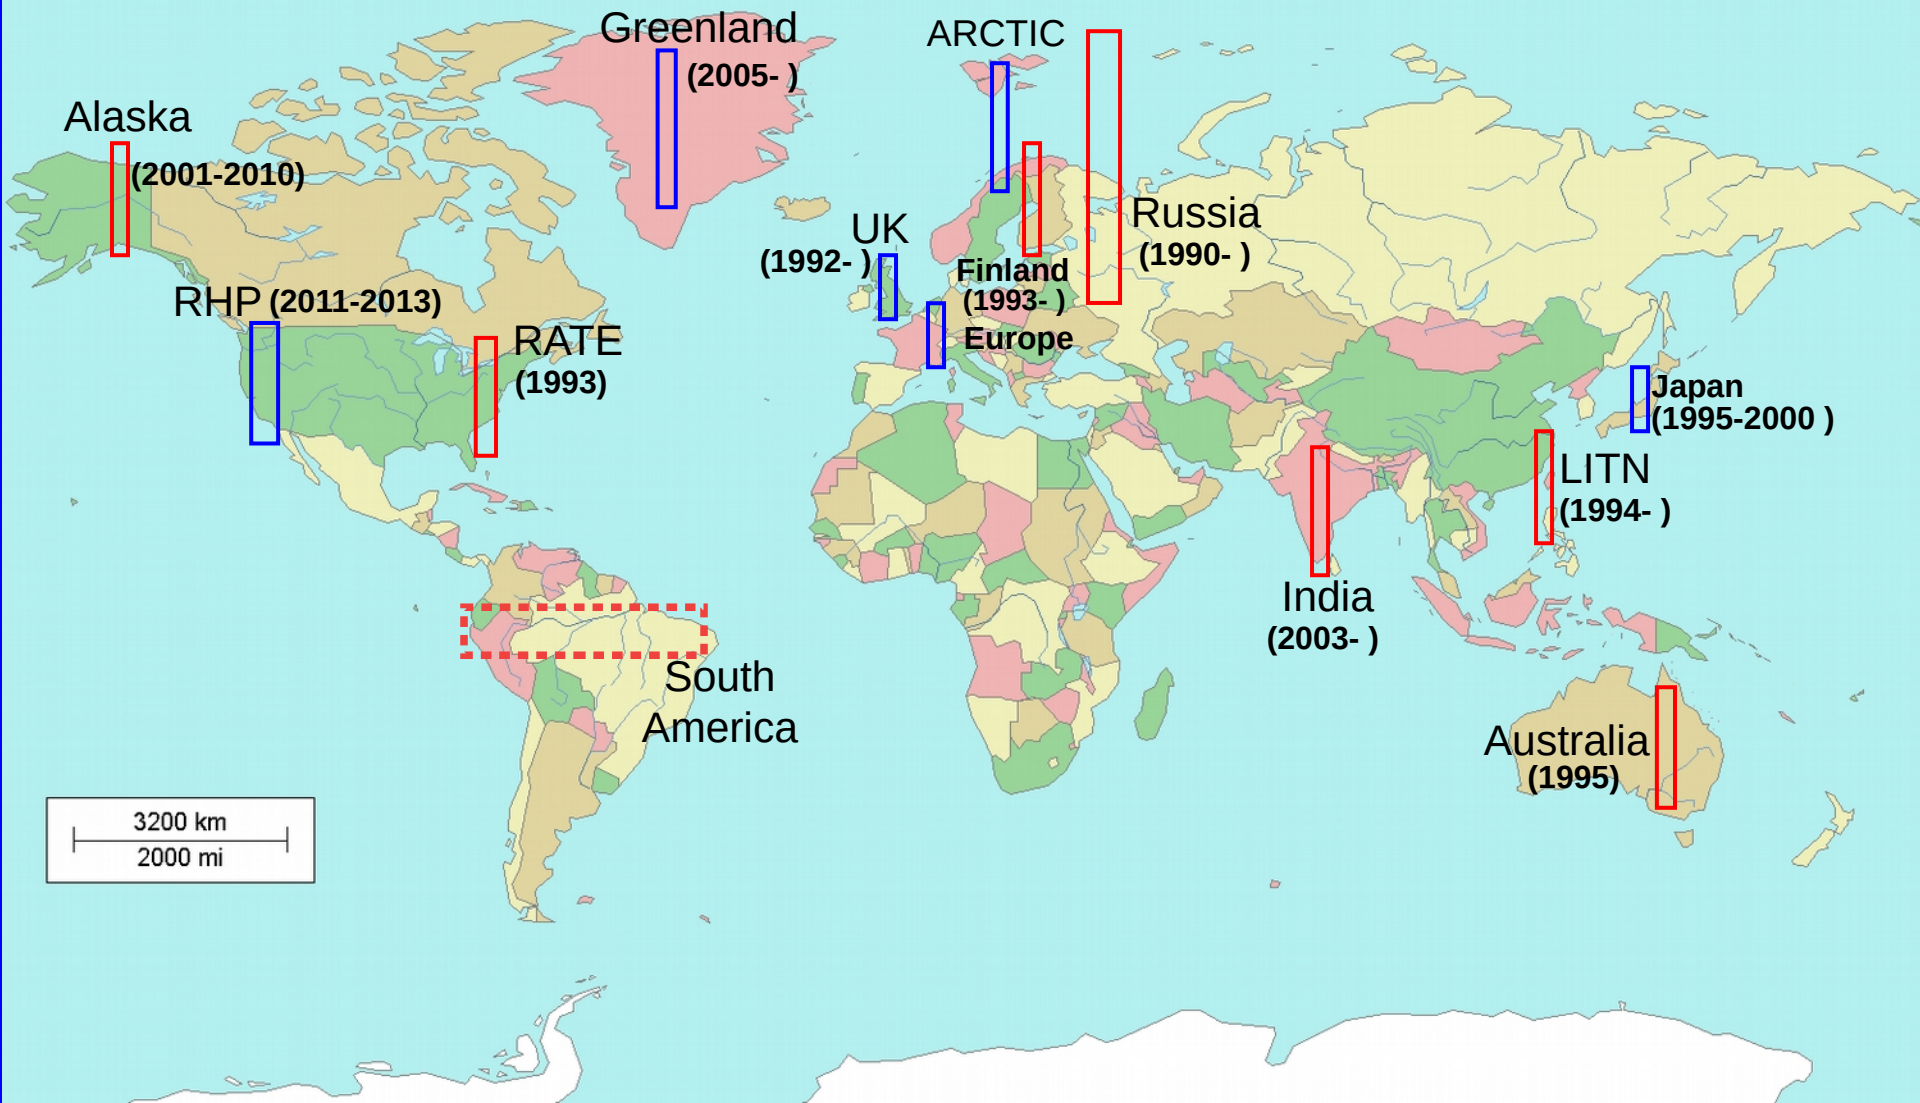 Greenland
(2005- )
ARCTIC
Alaska
(2001-2010)
UK
(1992- )
Russia
(1990- )
Finland
(1993- )
Europe
RHP (2011-2013)
RATE
(1993)
Japan
(1995-2000 )
LITN
(1994- )
India
(2003- )
South
America
Australia
(1995)
3200 km
2000 mi